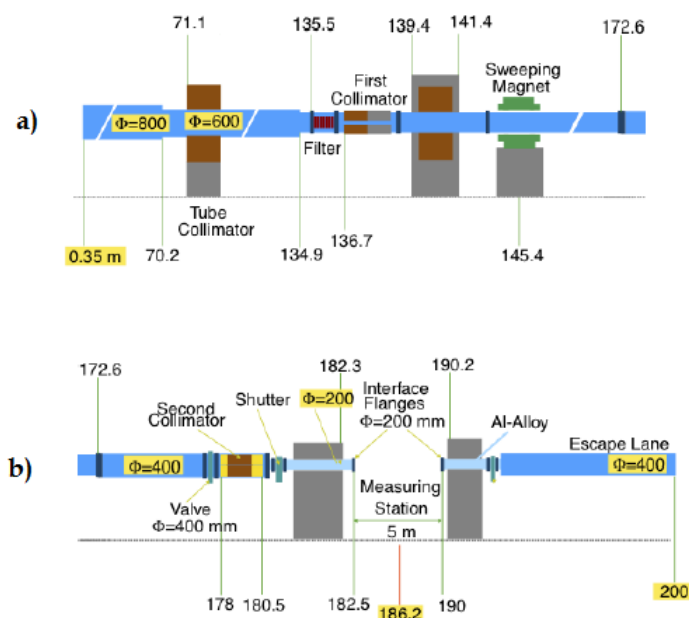 71.1
135.5
139.4
141.4
172.6
Sweeping
Magnet
First
Collimator
a)
Φ=800
Φ=600
Filter
Tube
Collimator
136.7
0.35 m
70.2
134.9
145.4
172.6
182.3
190.2
Second
Collimator
Shutter
Φ=200
Interface
Flanges
Φ=200 mm
Al-Alloy
Escape Lane
b)
Φ=400
Φ=400
Valve
Φ=400 mm
Measuring
Station
5 m
178
180.5
182.5
186.2
190
200